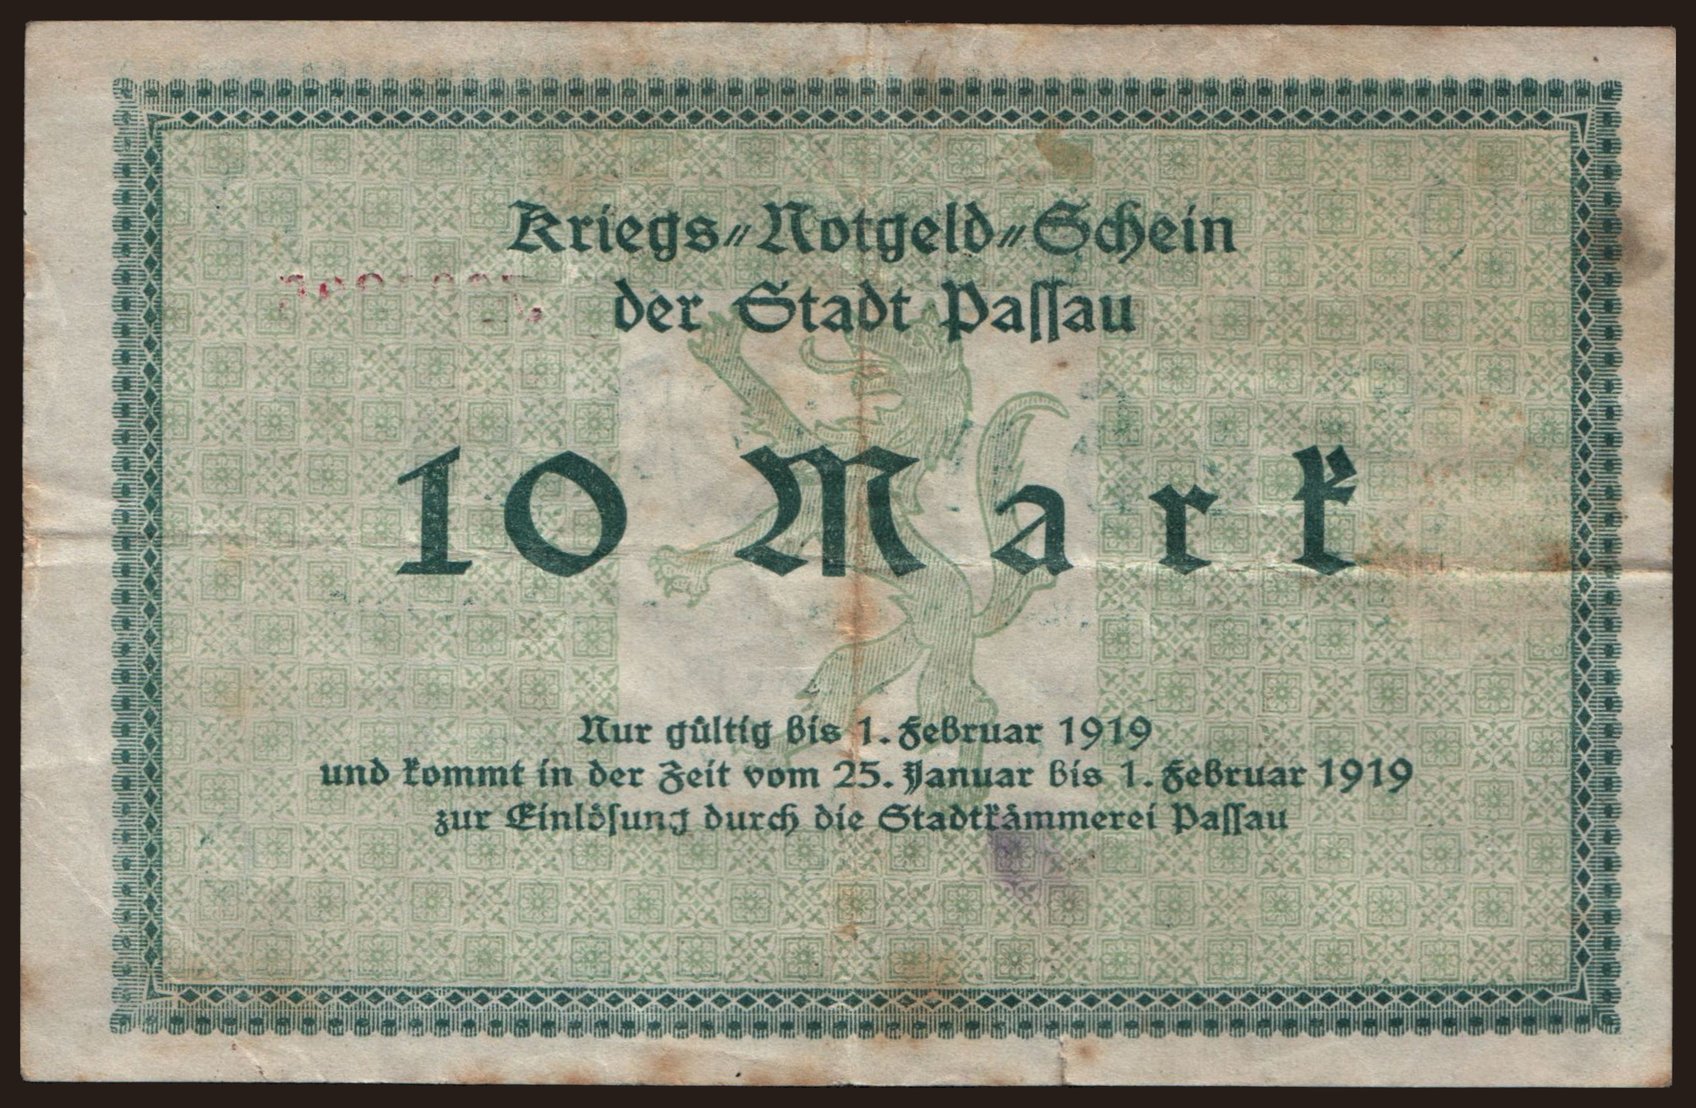 Kriegs⸗Notgeld⸗Schein
der Stadt Passau
10 Mark
Nur gültig bis 1. Februar 1919
und kommt in der Zeit vom 25. Januar bis 1. Februar 1919
zur Einlösung durch die Stadtkämmerei Passau